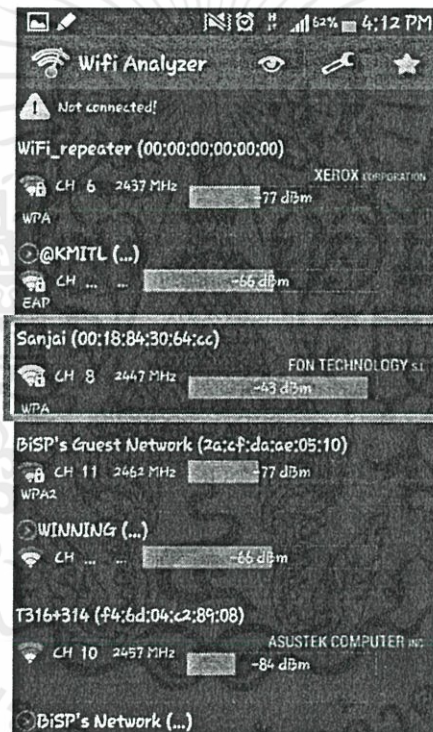 62% 4:12 PM
Wifi Analyzer
Not connected!
WiFi_repeater (00:00:00:00:00:00)
XEROX CORPORATION
CH 6 2437 MHz -77 dBm
WPA
@KMITL (...)
CH ... ... -66 dBm
EAP
Sanjai (00:18:84:30:64:cc)
FON TECHNOLOGY S.L
CH 8 2447 MHz -43 dBm
WPA
BiSP's Guest Network (2a:cf:da:ae:05:10)
CH 11 2462 MHz -77 dBm
WPA2
WINNING (...)
CH ... ... -66 dBm
T316+314 (f4:6d:04:c2:89:08)
ASUSTEK COMPUTER INC.
CH 10 2457 MHz -84 dBm
BiSP's Network (...)